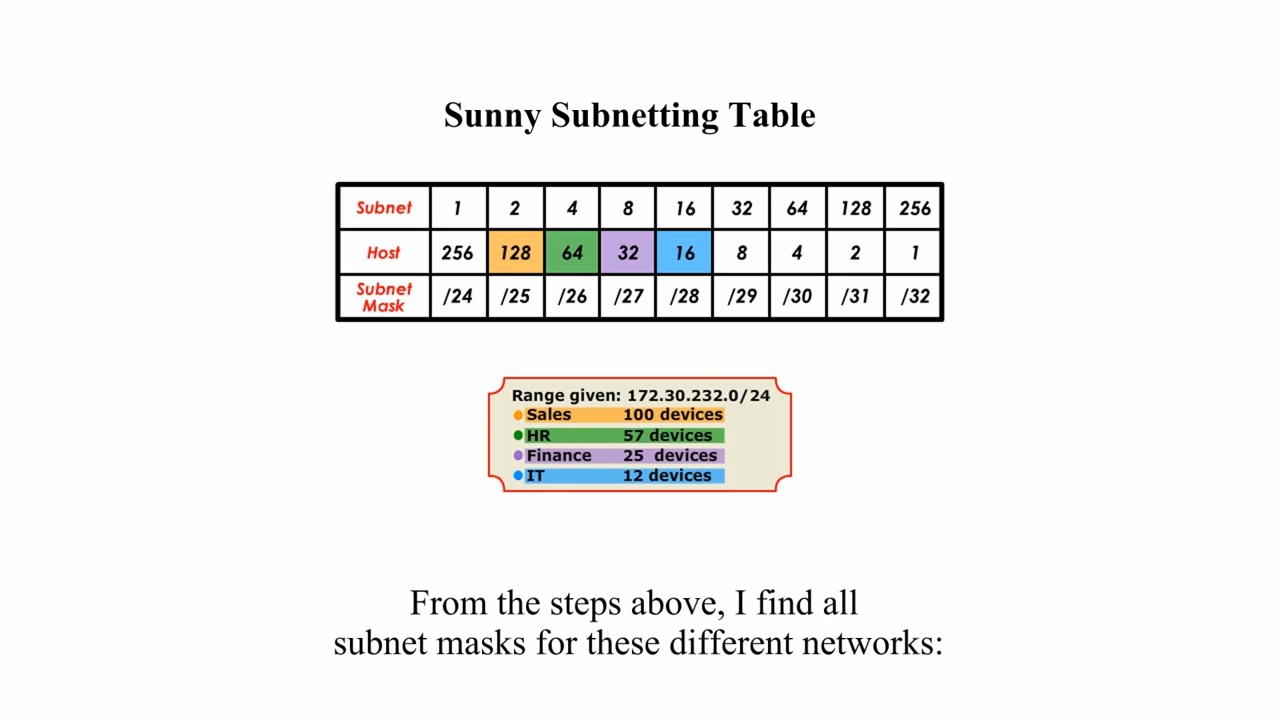 Sunny Subnetting Table
Subnet 1 2 4 8 16 32 64 128 256
Host 256 128 64 32 16 8 4 2 1
Subnet Mask /24 /25 /26 /27 /28 /29 /30 /31 /32
Range given: 172.30.232.0/24
Sales 100 devices
HR 57 devices
Finance 25 devices
IT 12 devices
From the steps above, I find all
subnet masks for these different networks: